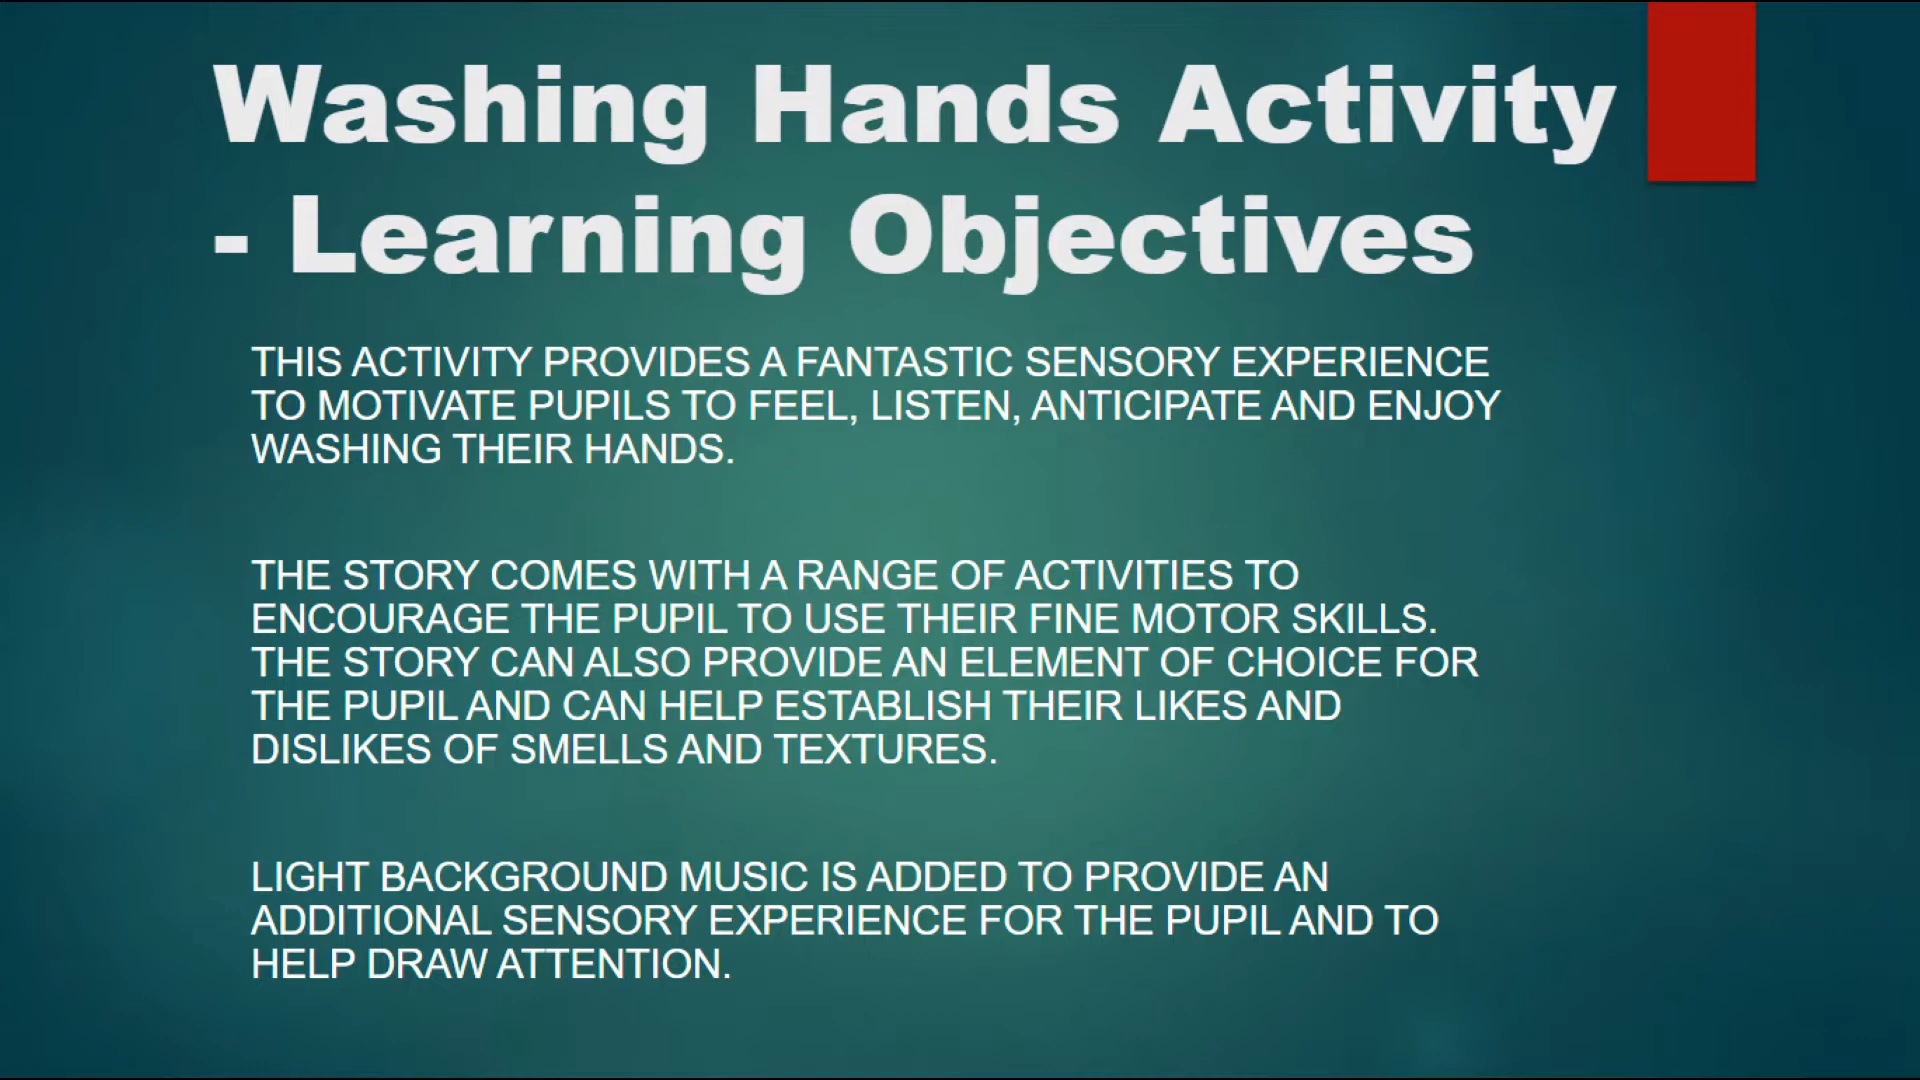 Washing Hands Activity
- Learning Objectives
THIS ACTIVITY PROVIDES A FANTASTIC SENSORY EXPERIENCE
TO MOTIVATE PUPILS TO FEEL, LISTEN, ANTICIPATE AND ENJOY
WASHING THEIR HANDS.
THE STORY COMES WITH A RANGE OF ACTIVITIES TO
ENCOURAGE THE PUPIL TO USE THEIR FINE MOTOR SKILLS.
THE STORY CAN ALSO PROVIDE AN ELEMENT OF CHOICE FOR
THE PUPIL AND CAN HELP ESTABLISH THEIR LIKES AND
DISLIKES OF SMELLS AND TEXTURES.
LIGHT BACKGROUND MUSIC IS ADDED TO PROVIDE AN
ADDITIONAL SENSORY EXPERIENCE FOR THE PUPIL AND TO
HELP DRAW ATTENTION.